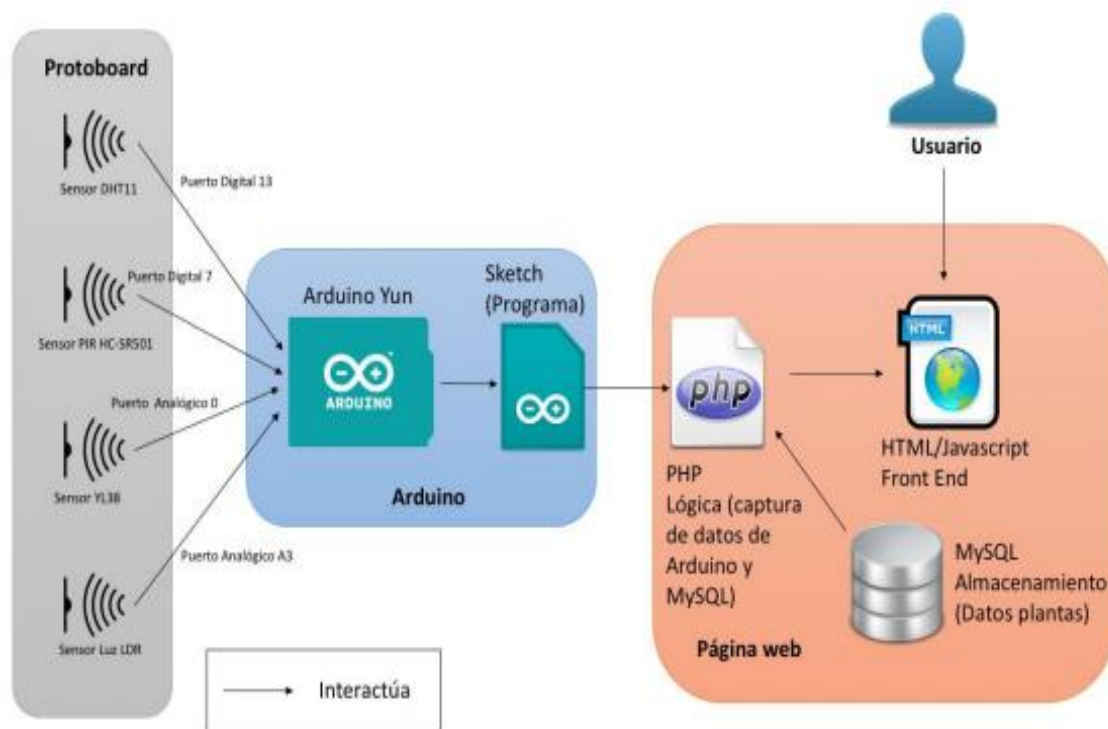 Protoboard
Sensor DHT11
Puerto Digital 13
Puerto Digital 7
Sensor PIR HC-SR501
Puerto Analógico 0
Sensor YL38
Puerto Analógico A3
Sensor Luz LDR
Arduino Yun
ARDUINO
Sketch
(Programa)
Arduino
Interactúa
Usuario
php
PHP
Lógica (captura
de datos de
Arduino y
MySQL)
HTML
HTML/Javascript
Front End
MySQL
Almacenamiento
(Datos plantas)
Página web